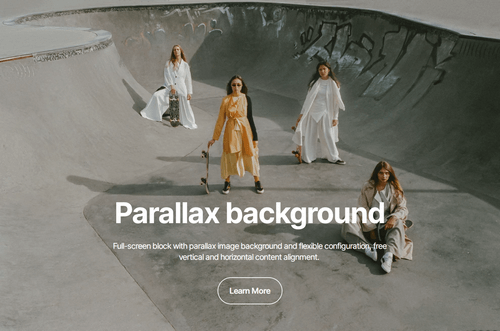 Parallax background
Full-screen block with parallax image background and flexible configuration, free
vertical and horizontal content alignment.
Learn More